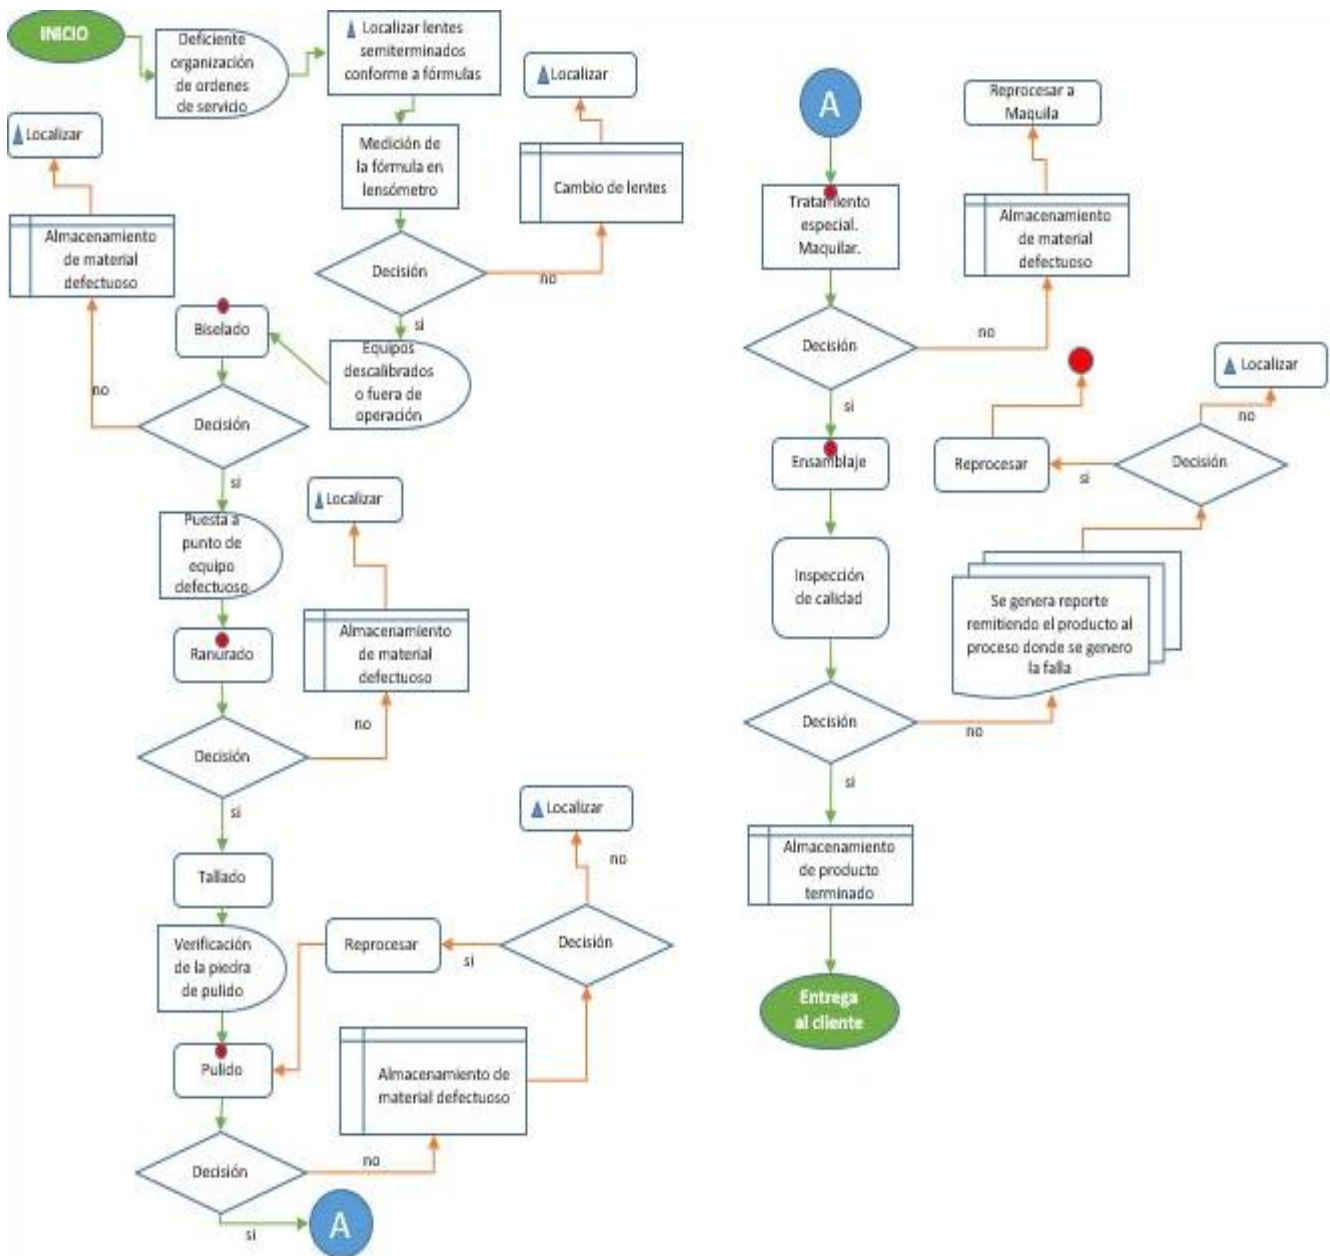 INICIO
Deficiente
organización
de ordenes
de servicio
Localizar lentes
semiterminados
conforme a fórmulas
Localizar
Localizar
Medición de
la fórmula en
lensómetro
Cambio de lentes
Almacenamiento
de material
defectuoso
Decisión
no
si
Biselado
Equipos
descalibrados
o fuera de
operación
no
Decisión
si
Localizar
Puesta a
punto de
equipo
defectuoso
Almacenamiento
de material
defectuoso
Ranurado
no
Decisión
si
Localizar
no
Tallado
Verificación
de la piedra
de pulido
Reprocesar
si
Decisión
Pulido
Almacenamiento de
material defectuoso
Decisión
no
si
A
A
Reprocesar a
Maquila
Tratamiento
especial.
Maquilar.
Almacenamiento
de material
defectuoso
Decisión
no
si
Localizar
no
Ensamblaje
Reprocesar
si
Decisión
Inspección
de calidad
Se genera reporte
remitiendo el producto al
proceso donde se genero
la falla
Decisión
no
si
Almacenamiento
de producto
terminado
Entrega
al cliente